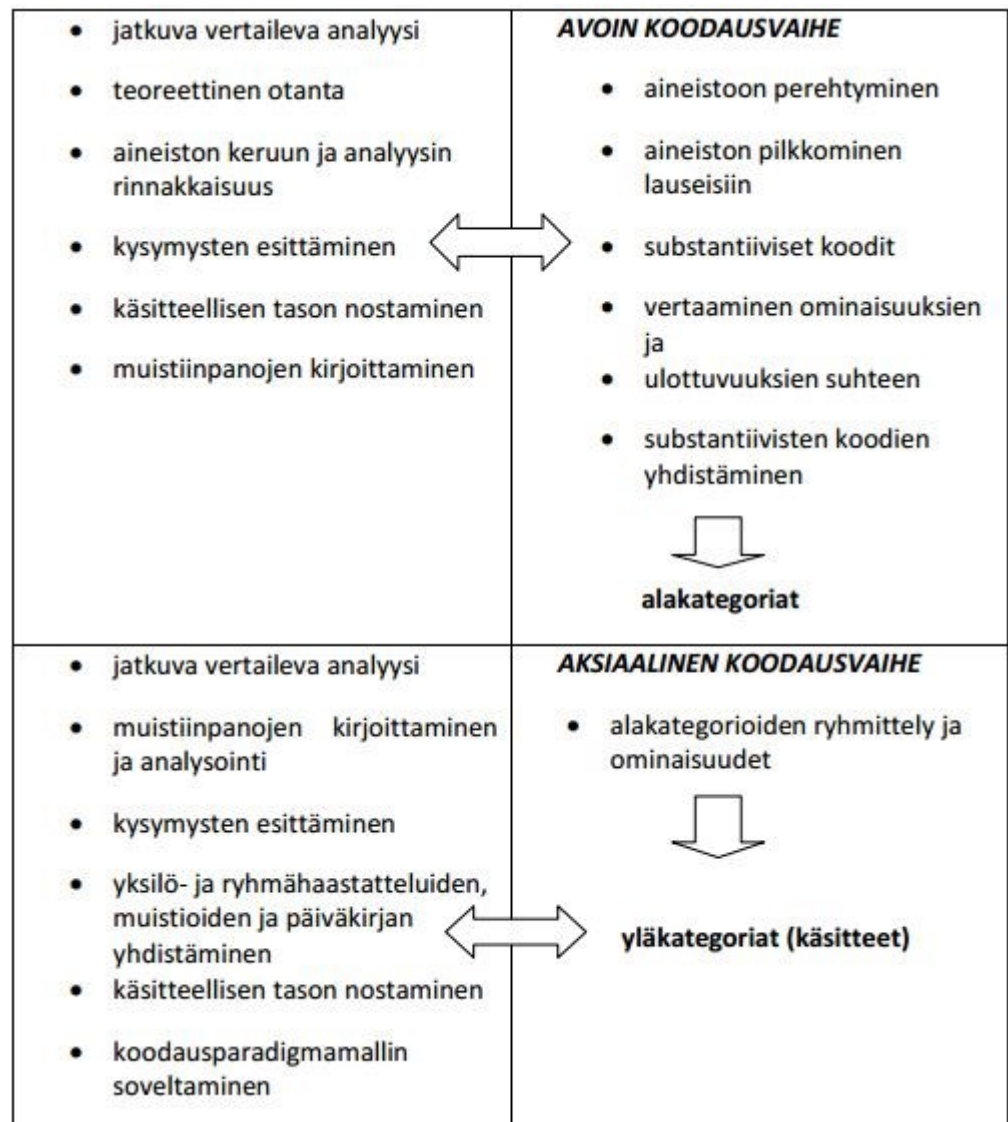 • jatkuva vertaileva analyysi
• teoreettinen otanta
• aineiston keruun ja analyysin
rinnakkaisuus
• kysymysten esittäminen
• käsitteellisen tason nostaminen
• muistiinpanojen kirjoittaminen
AVOIN KOODAUSVAIHE
• aineistoon perehtyminen
• aineiston pilkkominen
lauseisiin
• substantiiviset koodit
• vertaaminen ominaisuuksien
ja
• ulottuvuuksien suhteen
• substantiivisten koodien
yhdistäminen
alakategoriat
• jatkuva vertaileva analyysi
• muistiinpanojen kirjoittaminen
ja analysointi
• kysymysten esittäminen
• yksilö- ja ryhmähaastatteluiden,
muistioiden ja päiväkirjan
yhdistäminen
• käsitteellisen tason nostaminen
• koodausparadigmamallin
soveltaminen
AKSIAALINEN KOODAUSVAIHE
• alakategorioiden ryhmittely ja
ominaisuudet
yläkategoriat (käsitteet)